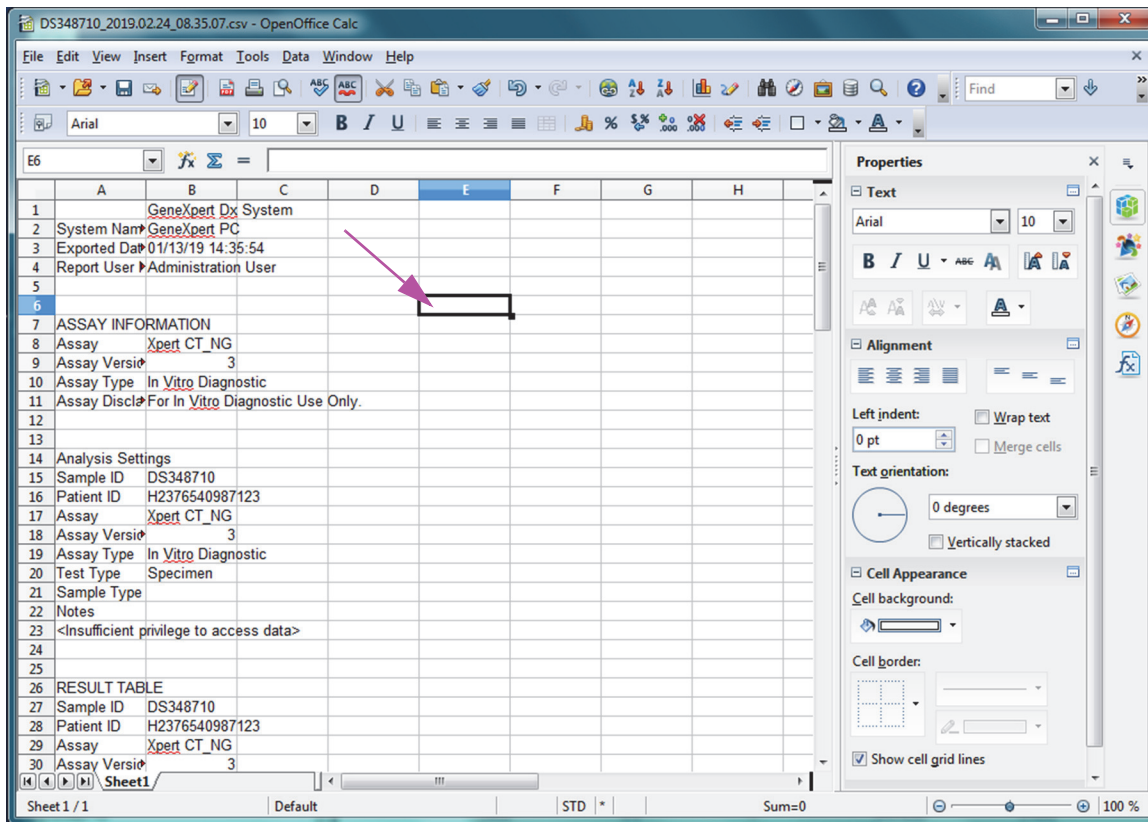 DS348710_2019.02.24_08.35.07.csv - OpenOffice Calc
File Edit View Insert Format Tools Data Window Help
ABC ABC Find
Arial 10 B I U
E6 =
Properties
A B C D E F G H
1 GeneXpert Dx System
2 System Nam GeneXpert PC
3 Exported Dat 01/13/19 14:35:54
4 Report User Administration User
5
6
7 ASSAY INFORMATION
8 Assay Xpert CT_NG
9 Assay Versio 3
10 Assay Type In Vitro Diagnostic
11 Assay Discla For In Vitro Diagnostic Use Only.
12
13
14 Analysis Settings
15 Sample ID DS348710
16 Patient ID H2376540987123
17 Assay Xpert CT_NG
18 Assay Versio 3
19 Assay Type In Vitro Diagnostic
20 Test Type Specimen
21 Sample Type
22 Notes
23 <Insufficient privilege to access data>
24
25
26 RESULT TABLE
27 Sample ID DS348710
28 Patient ID H2376540987123
29 Assay Xpert CT_NG
30 Assay Versio 3
Text
Arial 10
B I U ABC
Alignment
Left indent:
Wrap text
0 pt
Merge cells
Text orientation:
0 degrees
Vertically stacked
Cell Appearance
Cell background:
Cell border:
Show cell grid lines
Sheet1
Sheet 1 / 1 Default STD * Sum=0 100 %